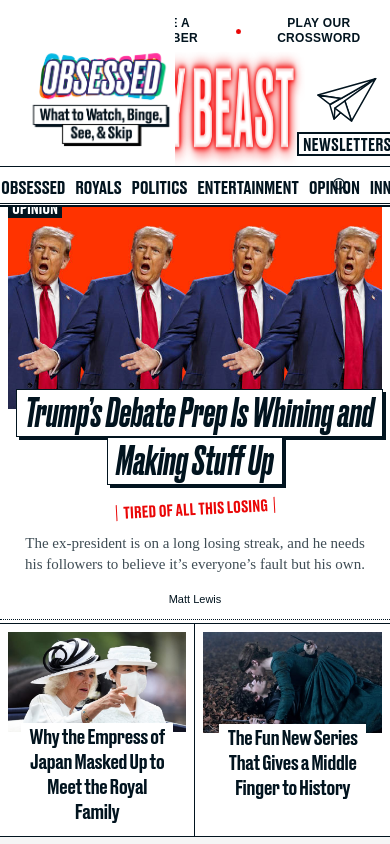 E A
BER
PLAY OUR
CROSSWORD
OBSESSED
What to Watch, Binge,
See, & Skip
Y BEAST
NEWSLETTERS
OBSESSED ROYALS POLITICS ENTERTAINMENT OPINION INN
OPINION
Trump's Debate Prep Is Whining and
Making Stuff Up
TIRED OF ALL THIS LOSING
The ex-president is on a long losing streak, and he needs
his followers to believe it's everyone's fault but his own.
Matt Lewis
Why the Empress of
Japan Masked Up to
Meet the Royal
Family
The Fun New Series
That Gives a Middle
Finger to History